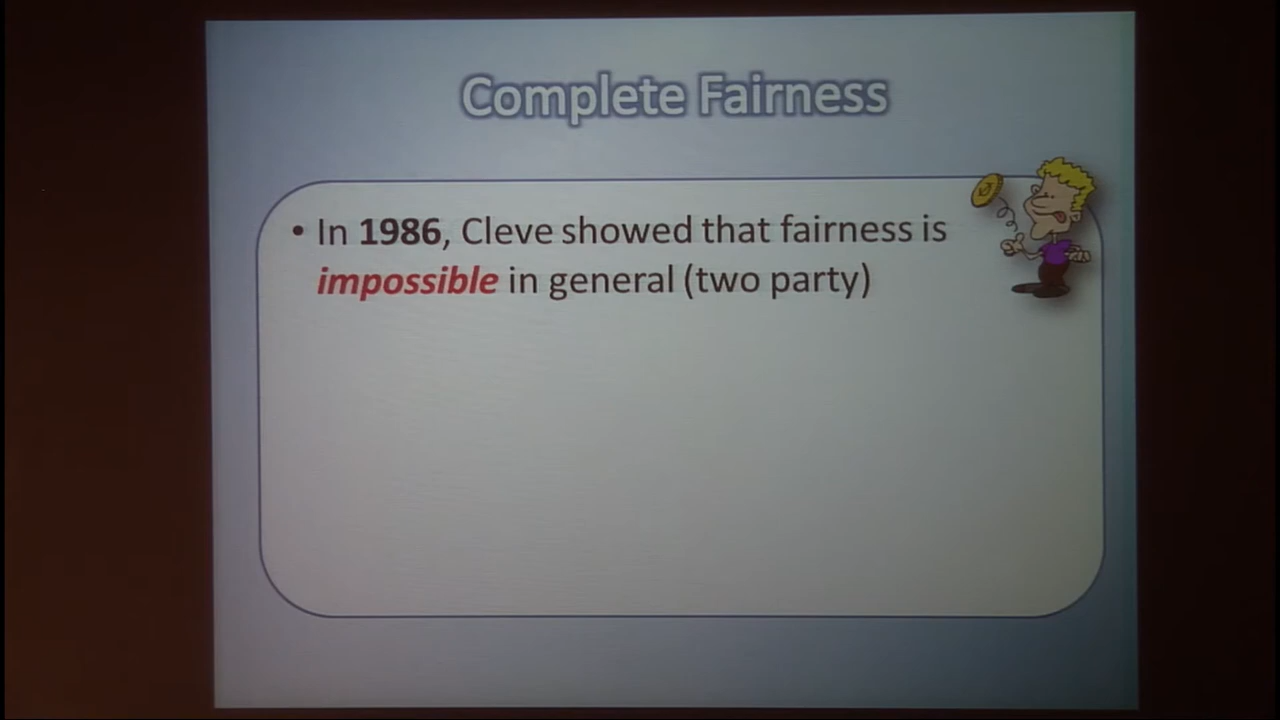 Complete Fairness
• In 1986, Cleve showed that fairness is
impossible in general (two party)